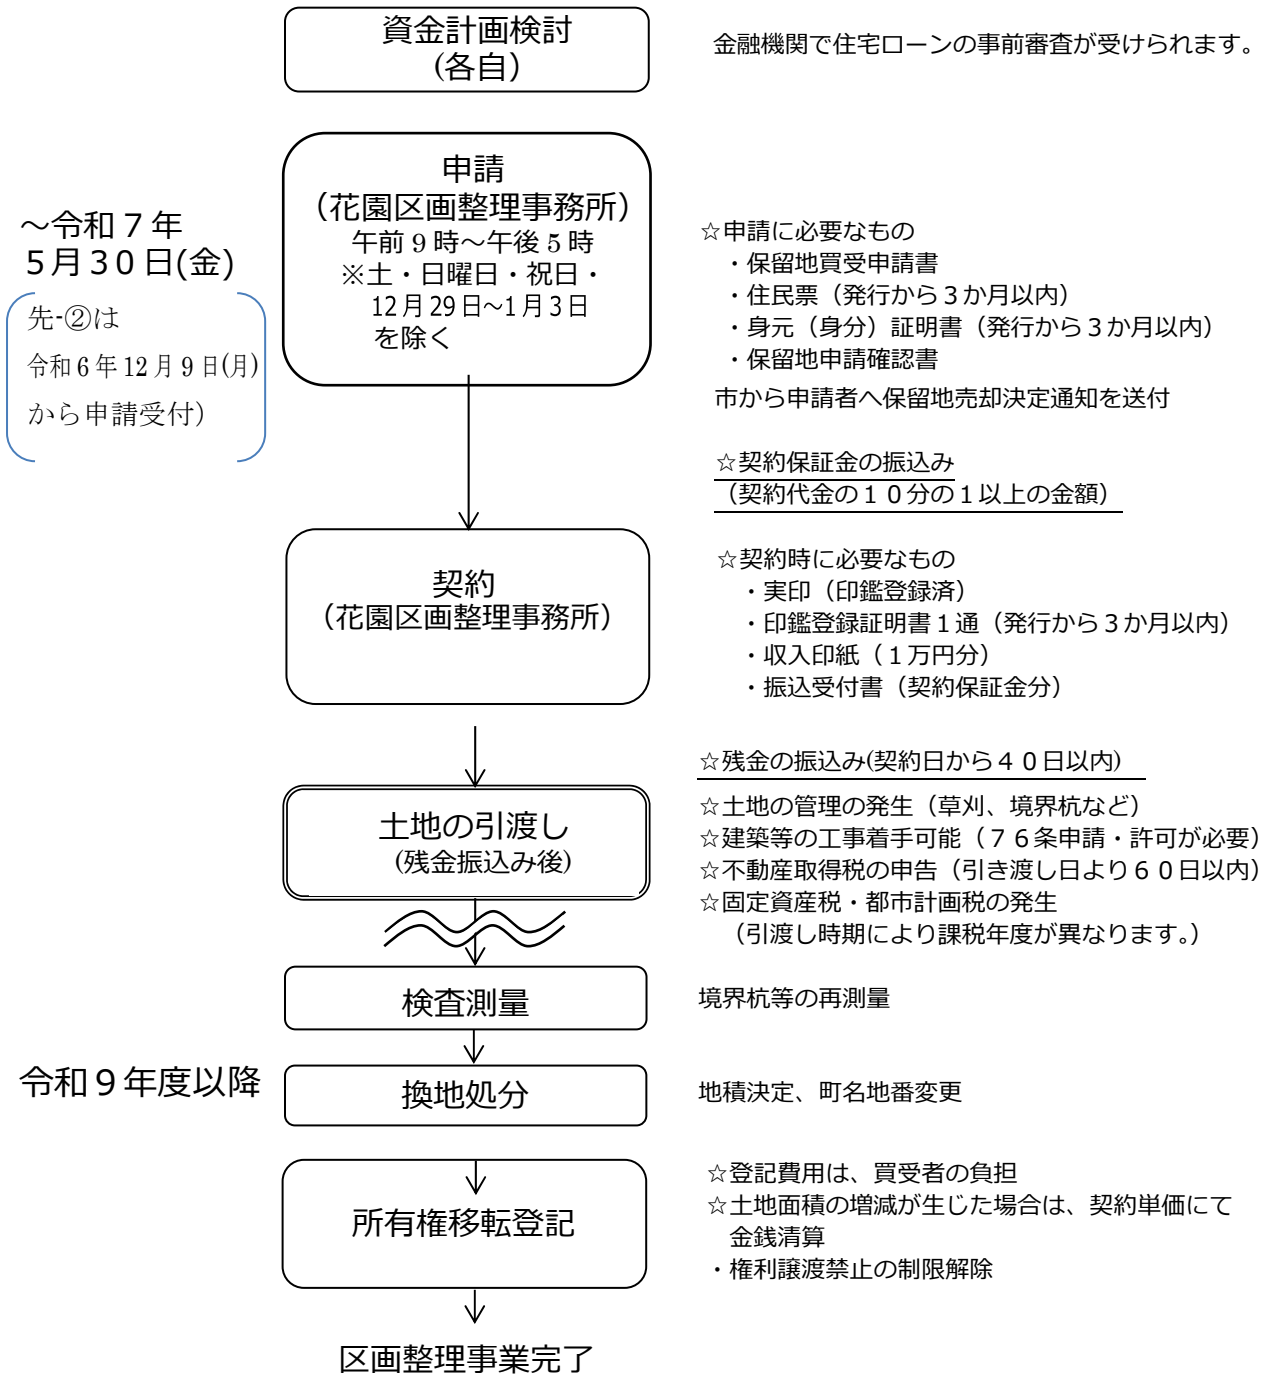 資金計画検討
(各自）
金融機関で住宅ローンの事前審査が受けられます。
申請
（花園区画整理事務所）
午前９時～午後５時
※土・日曜日・祝日・
12月29日~1月3日
を除く
～令和７年
5月30日(金)
先-②は
令和６年12月９日(月)
から申請受付）
☆申請に必要なもの
・保留地買受申請書
・住民票（発行から３か月以内）
・身元（身分）証明書（発行から３か月以内）
・保留地申請確認書
市から申請者へ保留地売却決定通知を送付
☆契約保証金の振込み
（契約代金の１０分の１以上の金額）
契約
（花園区画整理事務所）
☆契約時に必要なもの
・実印（印鑑登録済）
・印鑑登録証明書１通（発行から３か月以内）
・収入印紙（１万円分）
・振込受付書（契約保証金分）
☆残金の振込み(契約日から４０日以内)
土地の引渡し
(残金振込み後)
☆土地の管理の発生（草刈、境界杭など）
☆建築等の工事着手可能（７６条申請・許可が必要）
☆不動産取得税の申告（引き渡し日より６０日以内）
☆固定資産税・都市計画税の発生
（引渡し時期により課税年度が異なります。）
検査測量
境界杭等の再測量
令和９年度以降
換地処分
地積決定、町名地番変更
所有権移転登記
☆登記費用は、買受者の負担
☆土地面積の増減が生じた場合は、契約単価にて
金銭清算
・権利譲渡禁止の制限解除
区画整理事業完了